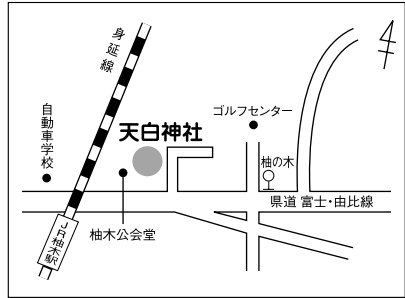 身延線
自動車学校
天白神社
ゴルフセンター
柚の木
柚木公会堂
県道 富士・由比線
JR柚木駅